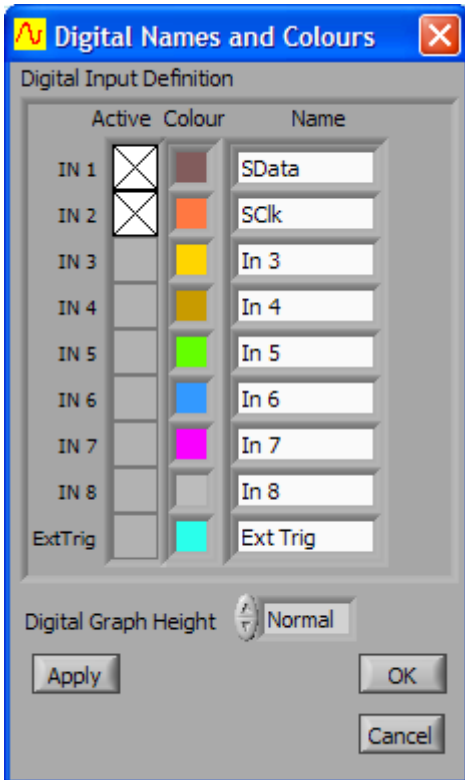 Digital Names and Colours
Digital Input Definition
Active Colour Name
IN 1 SData
IN 2 SClk
IN 3 In 3
IN 4 In 4
IN 5 In 5
IN 6 In 6
IN 7 In 7
IN 8 In 8
ExtTrig Ext Trig
Digital Graph Height Normal
Apply OK
Cancel